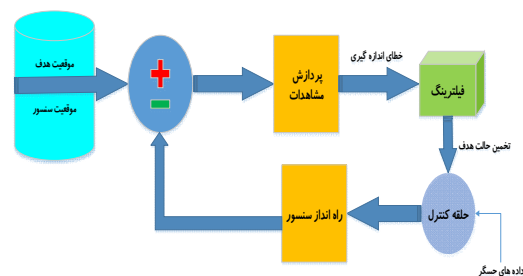 موقعیت هدف
موقعیت سنسور
+
−
پردازش
مشاهدات
خطای اندازه گیری
فیلترینگ
تخمین حالت هدف
حلقه کنترل
راه انداز سنسور
داده های حسگر